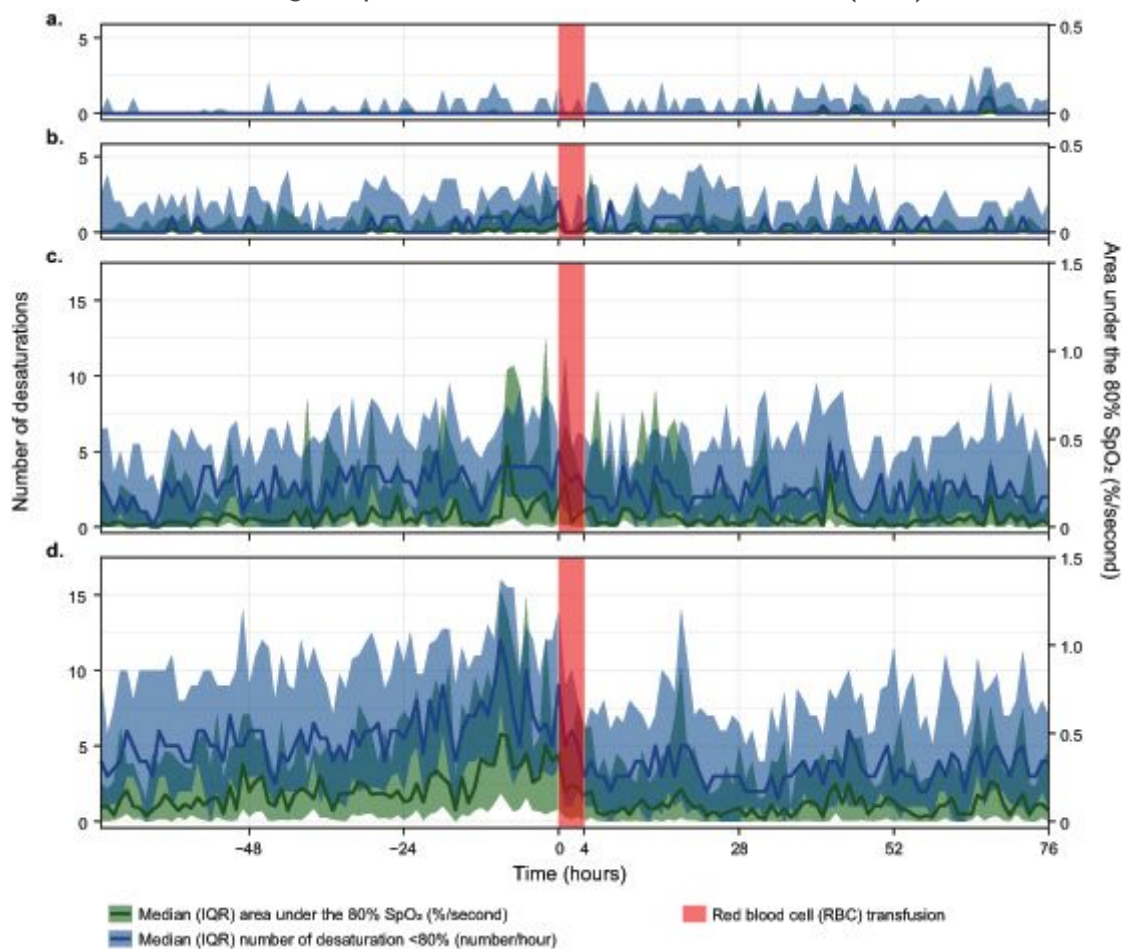 a.
5
0
0.5
0
b.
5
0
0.5
0
c.
15
10
5
0
1.5
1.0
0.5
0
d.
15
10
5
0
1.5
1.0
0.5
0
Number of desaturations
Area under the 80% SpO₂ (%/second)
−48 −24 0 4 28 52 76
Time (hours)
Median (IQR) area under the 80% SpO₂ (%/second)
Median (IQR) number of desaturation <80% (number/hour)
Red blood cell (RBC) transfusion